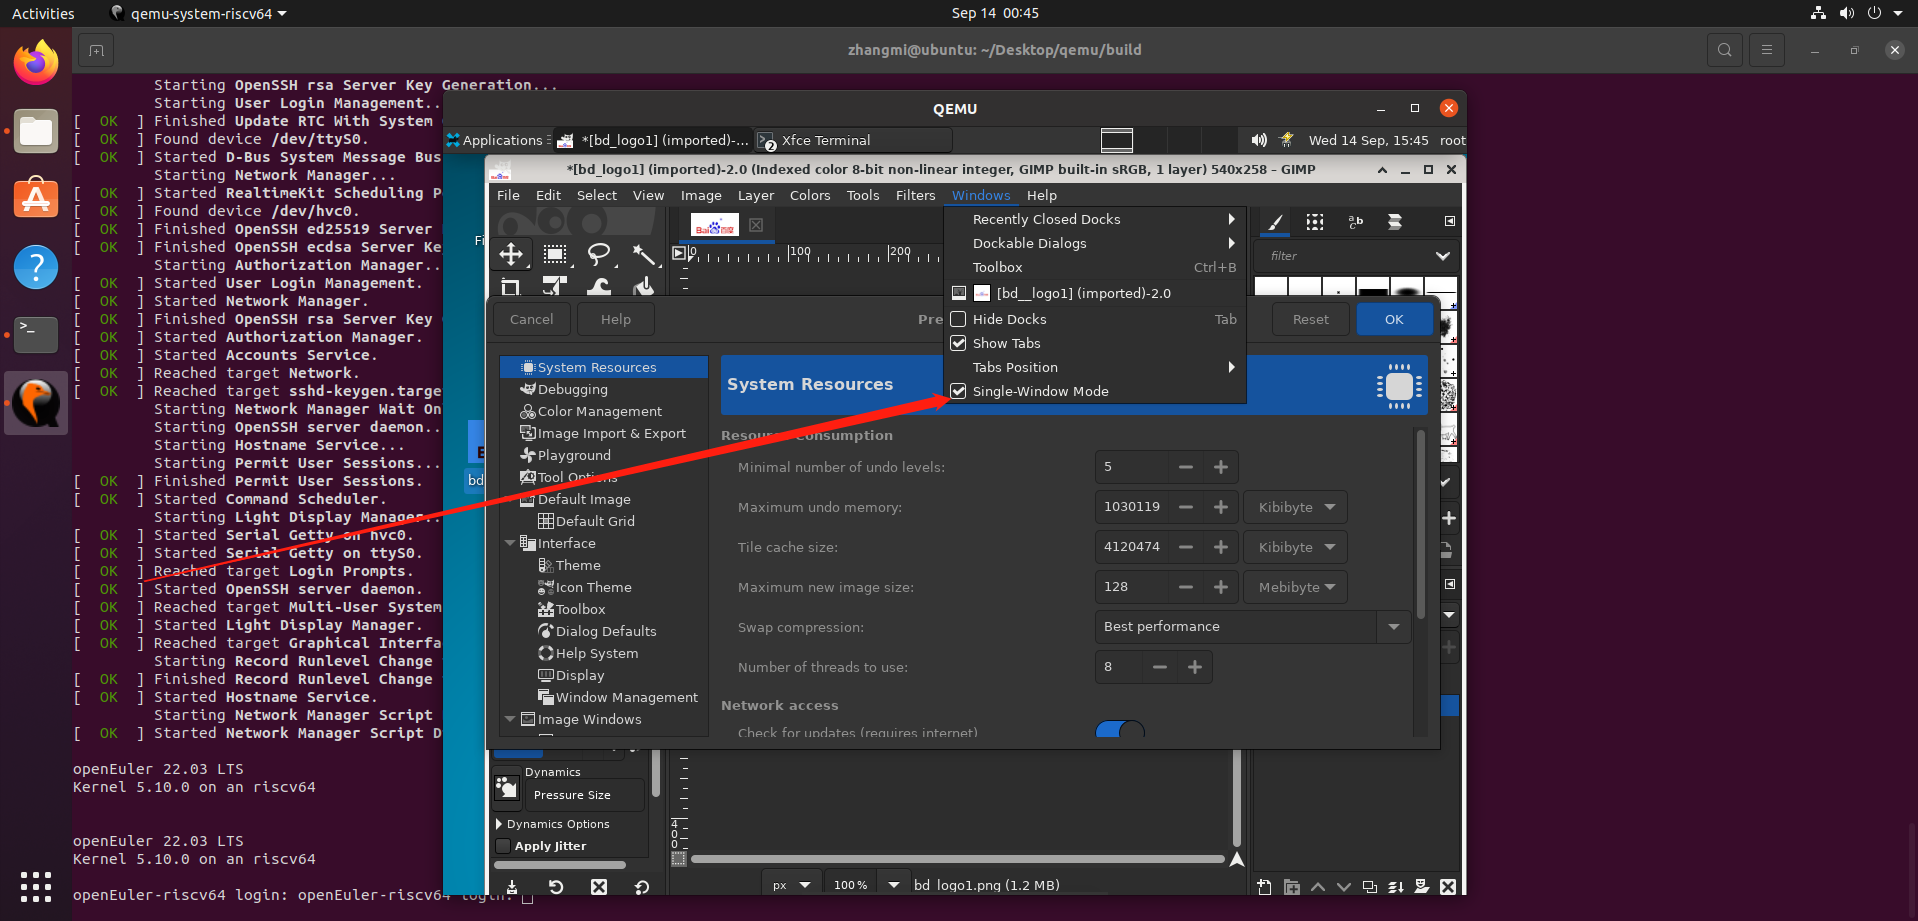 Activities
qemu-system-riscv64
Sep 14 00:45
zhangmi@ubuntu: ~/Desktop/qemu/build
Starting OpenSSH rsa Server Key Generation...
Starting User Login Management..
[ OK ] Finished Update RTC With System
[ OK ] Found device /dev/ttyS0.
[ OK ] Started D-Bus System Message Bus
Starting Network Manager...
[ OK ] Started RealtimeKit Scheduling P
[ OK ] Found device /dev/hvc0.
[ OK ] Finished OpenSSH ed25519 Server
[ OK ] Finished OpenSSH ecdsa Server Ke
Starting Authorization Manager..
[ OK ] Started User Login Management.
[ OK ] Started Network Manager.
[ OK ] Finished OpenSSH rsa Server Key
[ OK ] Started Authorization Manager.
[ OK ] Started Accounts Service.
[ OK ] Reached target Network.
[ OK ] Reached target sshd-keygen.targe
Starting Network Manager Wait On
Starting OpenSSH server daemon..
Starting Hostname Service...
Starting Permit User Sessions...
[ OK ] Finished Permit User Sessions.
[ OK ] Started Command Scheduler.
Starting Light Display Manager..
[ OK ] Started Serial Getty on hvc0.
[ OK ] Started Serial Getty on ttyS0.
[ OK ] Reached target Login Prompts.
[ OK ] Started OpenSSH server daemon.
[ OK ] Reached target Multi-User System
[ OK ] Started Light Display Manager.
[ OK ] Reached target Graphical Interfa
Starting Record Runlevel Change
[ OK ] Finished Record Runlevel Change
[ OK ] Started Hostname Service.
Starting Network Manager Script
[ OK ] Started Network Manager Script D
openEuler 22.03 LTS
Kernel 5.10.0 on an riscv64
openEuler 22.03 LTS
Kernel 5.10.0 on an riscv64
openEuler-riscv64 login: openEuler-riscv64 login:
QEMU
Applications
*[bd_logo1] (imported)-...
2
Xfce Terminal
Wed 14 Sep, 15:45
root
*[bd_logo1] (imported)-2.0 (Indexed color 8-bit non-linear integer, GIMP built-in sRGB, 1 layer) 540x258 – GIMP
File Edit Select View Image Layer Colors Tools Filters Windows Help
Fi
bd
Bai 百度
0 100 200
filter
Recently Closed Docks
Dockable Dialogs
Toolbox Ctrl+B
[bd__logo1] (imported)-2.0
Hide Docks Tab
Show Tabs
Tabs Position
Single-Window Mode
Cancel
Help
Pre
Reset
OK
System Resources
Debugging
Color Management
Image Import & Export
Playground
Tool Options
Default Image
Default Grid
Interface
Theme
Icon Theme
Toolbox
Dialog Defaults
Help System
Display
Window Management
Image Windows
System Resources
Resource Consumption
Minimal number of undo levels: 5
Maximum undo memory: 1030119 Kibibyte
Tile cache size: 4120474 Kibibyte
Maximum new image size: 128 Mebibyte
Swap compression: Best performance
Number of threads to use: 8
Network access
Check for updates (requires internet)
Dynamics
Pressure Size
Dynamics Options
Apply Jitter
400
px
100 %
bd logo1.png (1.2 MB)